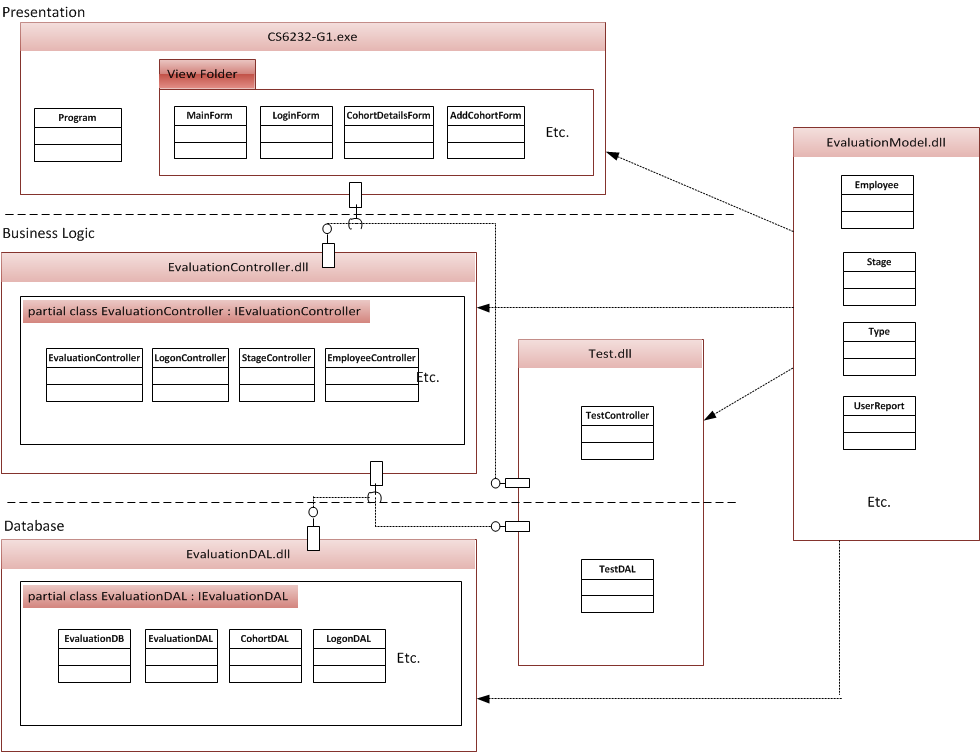 Presentation
CS6232-G1.exe
View Folder
Program
MainForm
LoginForm
CohortDetailsForm
AddCohortForm
Etc.
EvaluationModel.dll
Employee
Stage
Type
UserReport
Etc.
Business Logic
EvaluationController.dll
partial class EvaluationController : IEvaluationController
EvaluationController
LogonController
StageController
EmployeeController
Etc.
Test.dll
TestController
TestDAL
Database
EvaluationDAL.dll
partial class EvaluationDAL : IEvaluationDAL
EvaluationDB
EvaluationDAL
CohortDAL
LogonDAL
Etc.